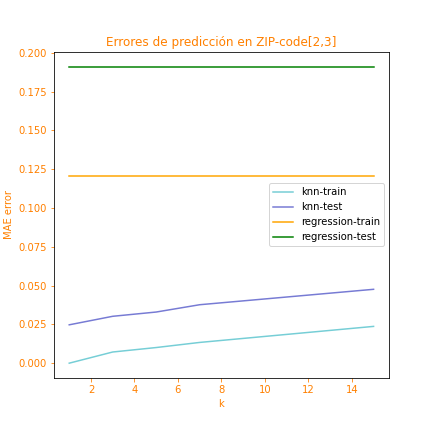 Errores de predicción en ZIP-code[2,3]
0.200
0.175
0.150
0.125
0.100
0.075
0.050
0.025
0.000
MAE error
knn-train
knn-test
regression-train
regression-test
2 4 6 8 10 12 14
k